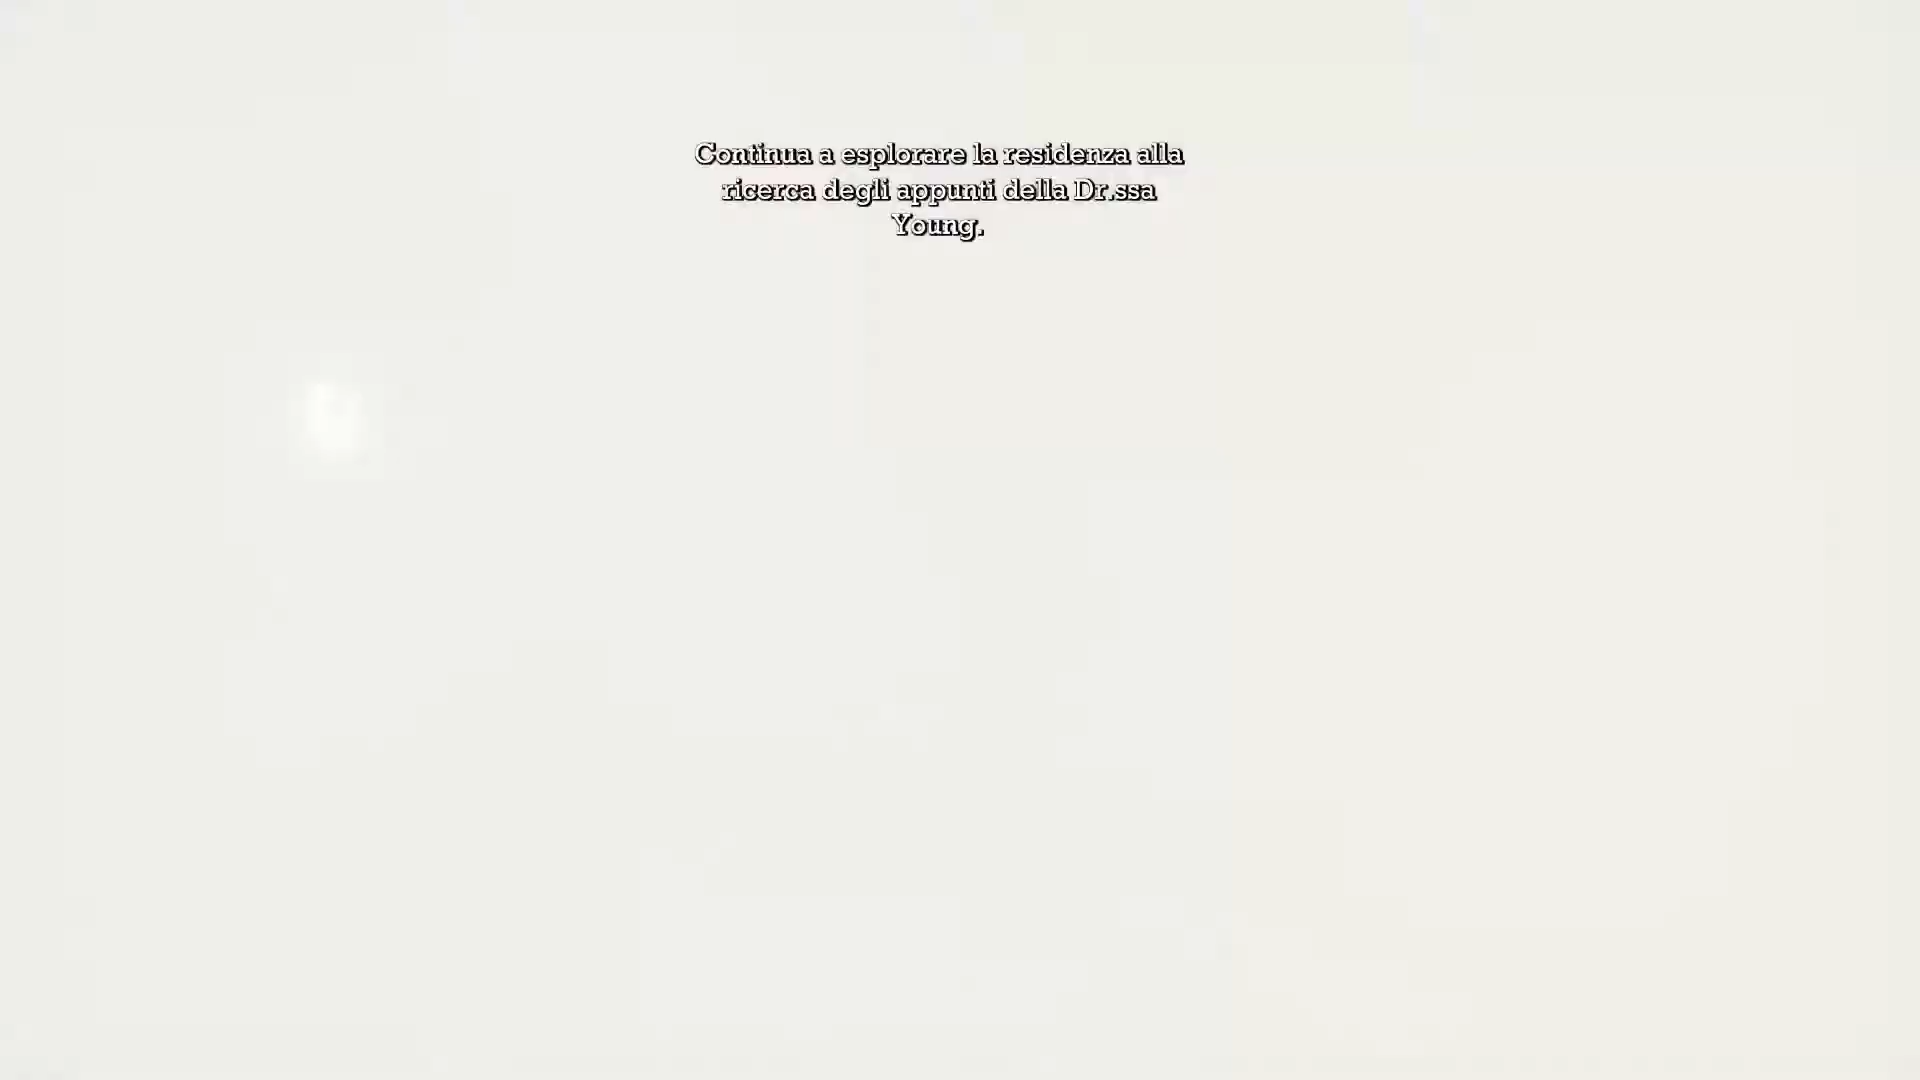 Continua a esplorare la residenza alla
ricerca degli appunti della Dr.ssa
Young.